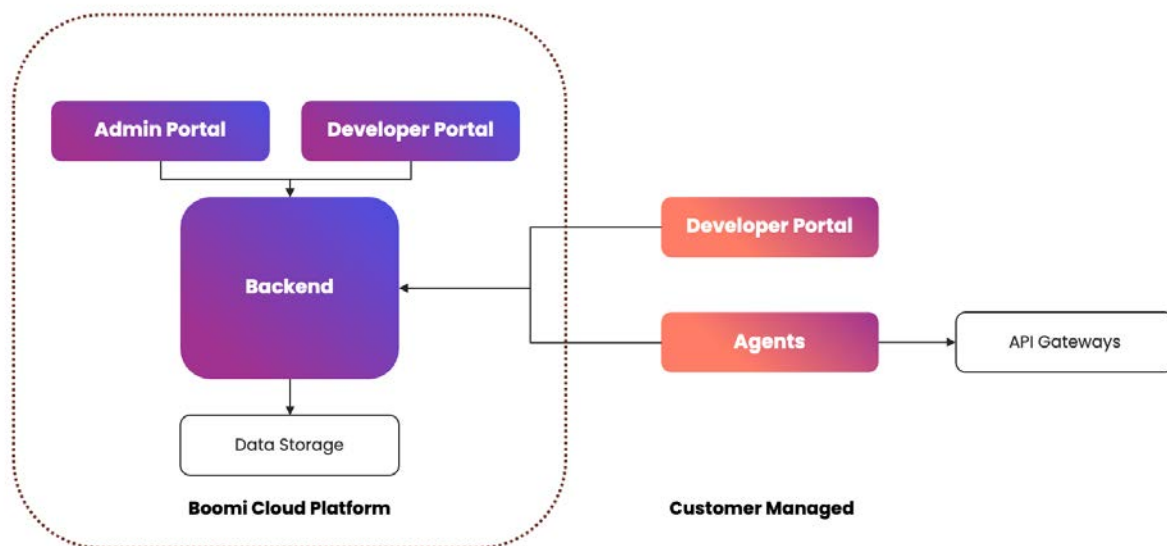 Admin Portal
Developer Portal
Backend
Data Storage
Boomi Cloud Platform
Developer Portal
Agents
API Gateways
Customer Managed